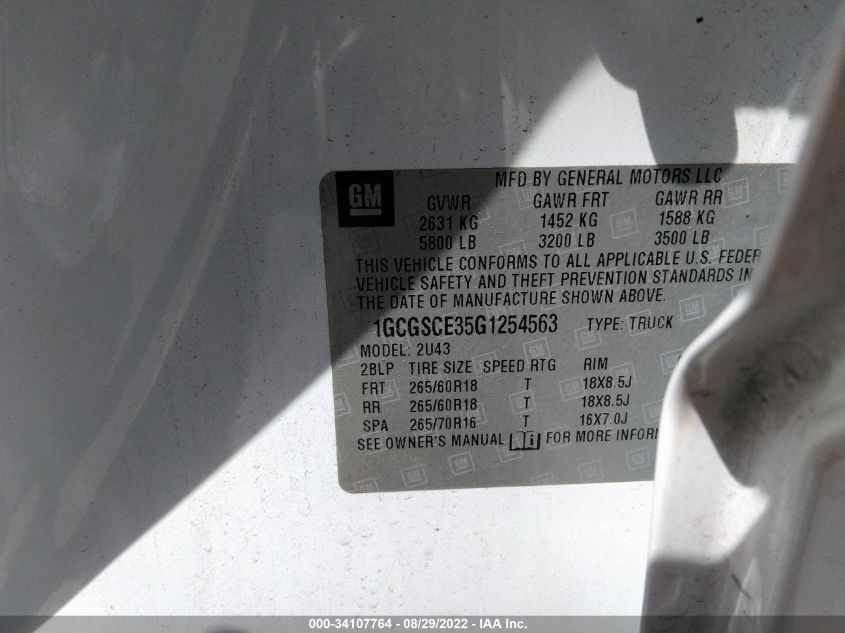 GM
MFD BY GENERAL MOTORS LLC
GVWR GAWR FRT GAWR RR
2631 KG 1452 KG 1588 KG
5800 LB 3200 LB 3500 LB
THIS VEHICLE CONFORMS TO ALL APPLICABLE U.S. FEDER
VEHICLE SAFETY AND THEFT PREVENTION STANDARDS IN
THE DATE OF MANUFACTURE SHOWN ABOVE.
1GCGSCE35G1254563 TYPE: TRUCK
MODEL: 2U43
2BLP TIRE SIZE SPEED RTG RIM
FRT 265/60R18 T 18X8.5J
RR 265/60R18 T 18X8.5J
SPA 265/70R16 T 16X7.0J
SEE OWNER'S MANUAL FOR MORE INFOR
000-34107764 - 08/29/2022 - IAA Inc.